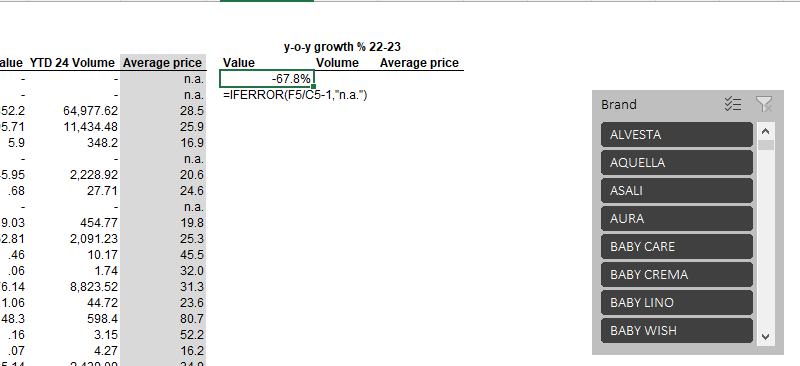 y-o-y growth % 22-23
alue YTD 24 Volume Average price Value Volume Average price
- - n.a. -67.8%
- - n.a. =IFERROR(F5/C5-1,"n.a.")
52.2 64,977.62 28.5
5.71 11,434.48 25.9
5.9 348.2 16.9
- - n.a.
5.95 2,228.92 20.6
.68 27.71 24.6
- - n.a.
9.03 454.77 19.8
2.81 2,091.23 25.3
.46 10.17 45.5
.06 1.74 32.0
6.14 8,823.52 31.3
1.06 44.72 23.6
48.3 598.4 80.7
.16 3.15 52.2
.07 4.27 16.2
Brand
ALVESTA
AQUELLA
ASALI
AURA
BABY CARE
BABY CREMA
BABY LINO
BABY WISH